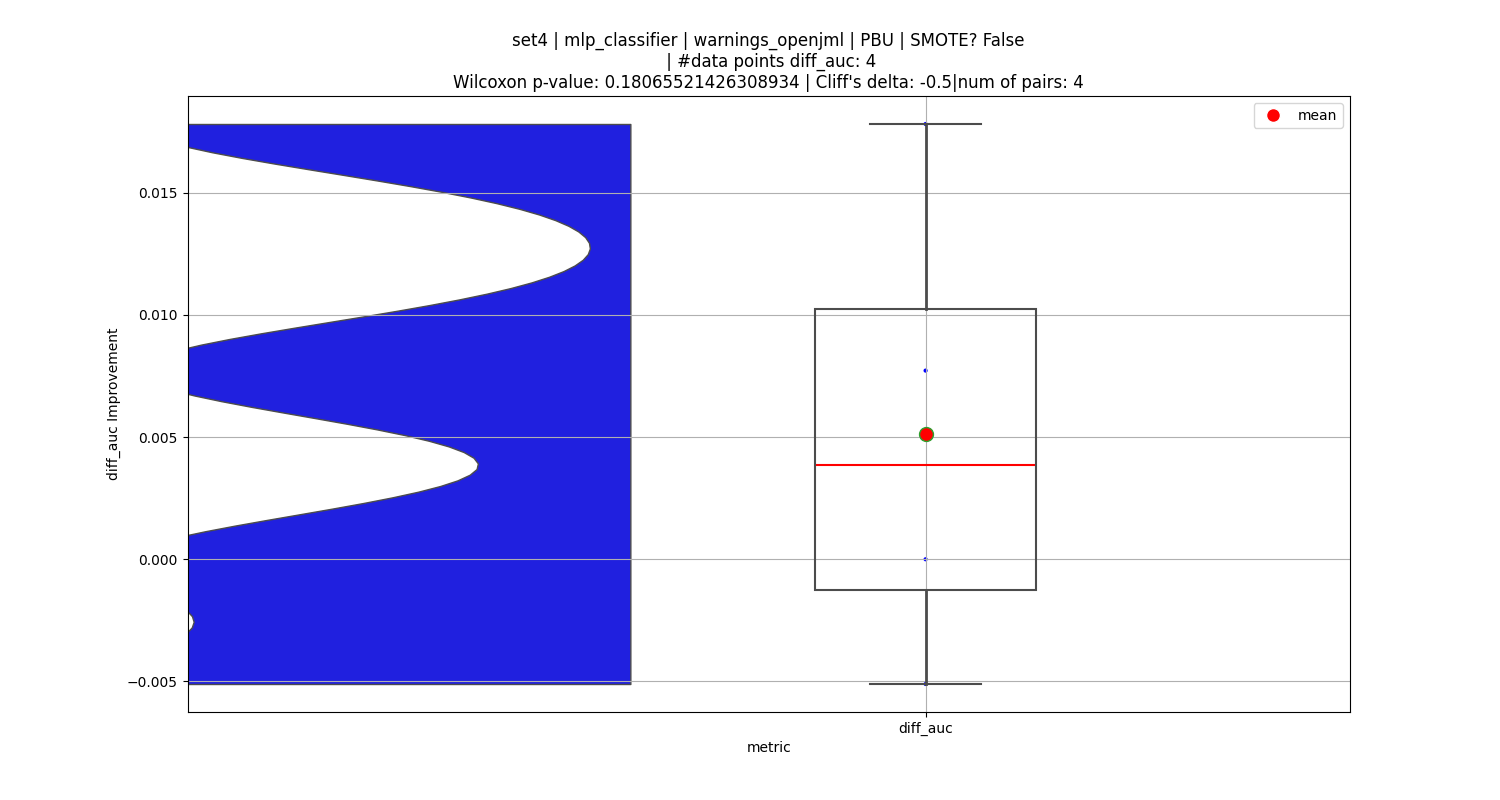 set4 | mlp_classifier | warnings_openjml | PBU | SMOTE? False
| #data points diff_auc: 4
Wilcoxon p-value: 0.18065521426308934 | Cliff's delta: -0.5|num of pairs: 4
mean
0.015
0.010
0.005
0.000
−0.005
diff_auc Improvement
diff_auc
metric